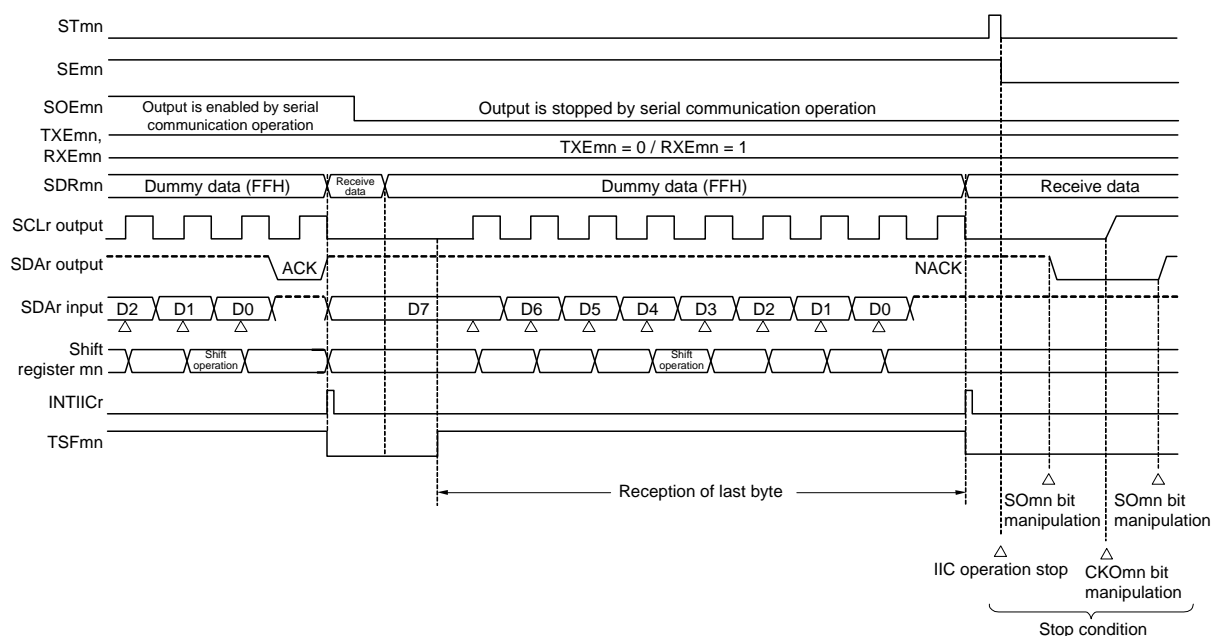 STmn
SEmn
SOEmn
Output is enabled by serial
communication operation
Output is stopped by serial communication operation
TXEmn,
RXEmn
TXEmn = 0 / RXEmn = 1
SDRmn
Dummy data (FFH)
Receive
data
Dummy data (FFH)
Receive data
SCLr output
SDAr output
ACK
NACK
SDAr input
D2 D1 D0 D7 D6 D5 D4 D3 D2 D1 D0
Shift
register mn
Shift
operation
Shift
operation
INTIICr
TSFmn
Reception of last byte
SOmn bit
manipulation
SOmn bit
manipulation
IIC operation stop
CKOmn bit
manipulation
Stop condition